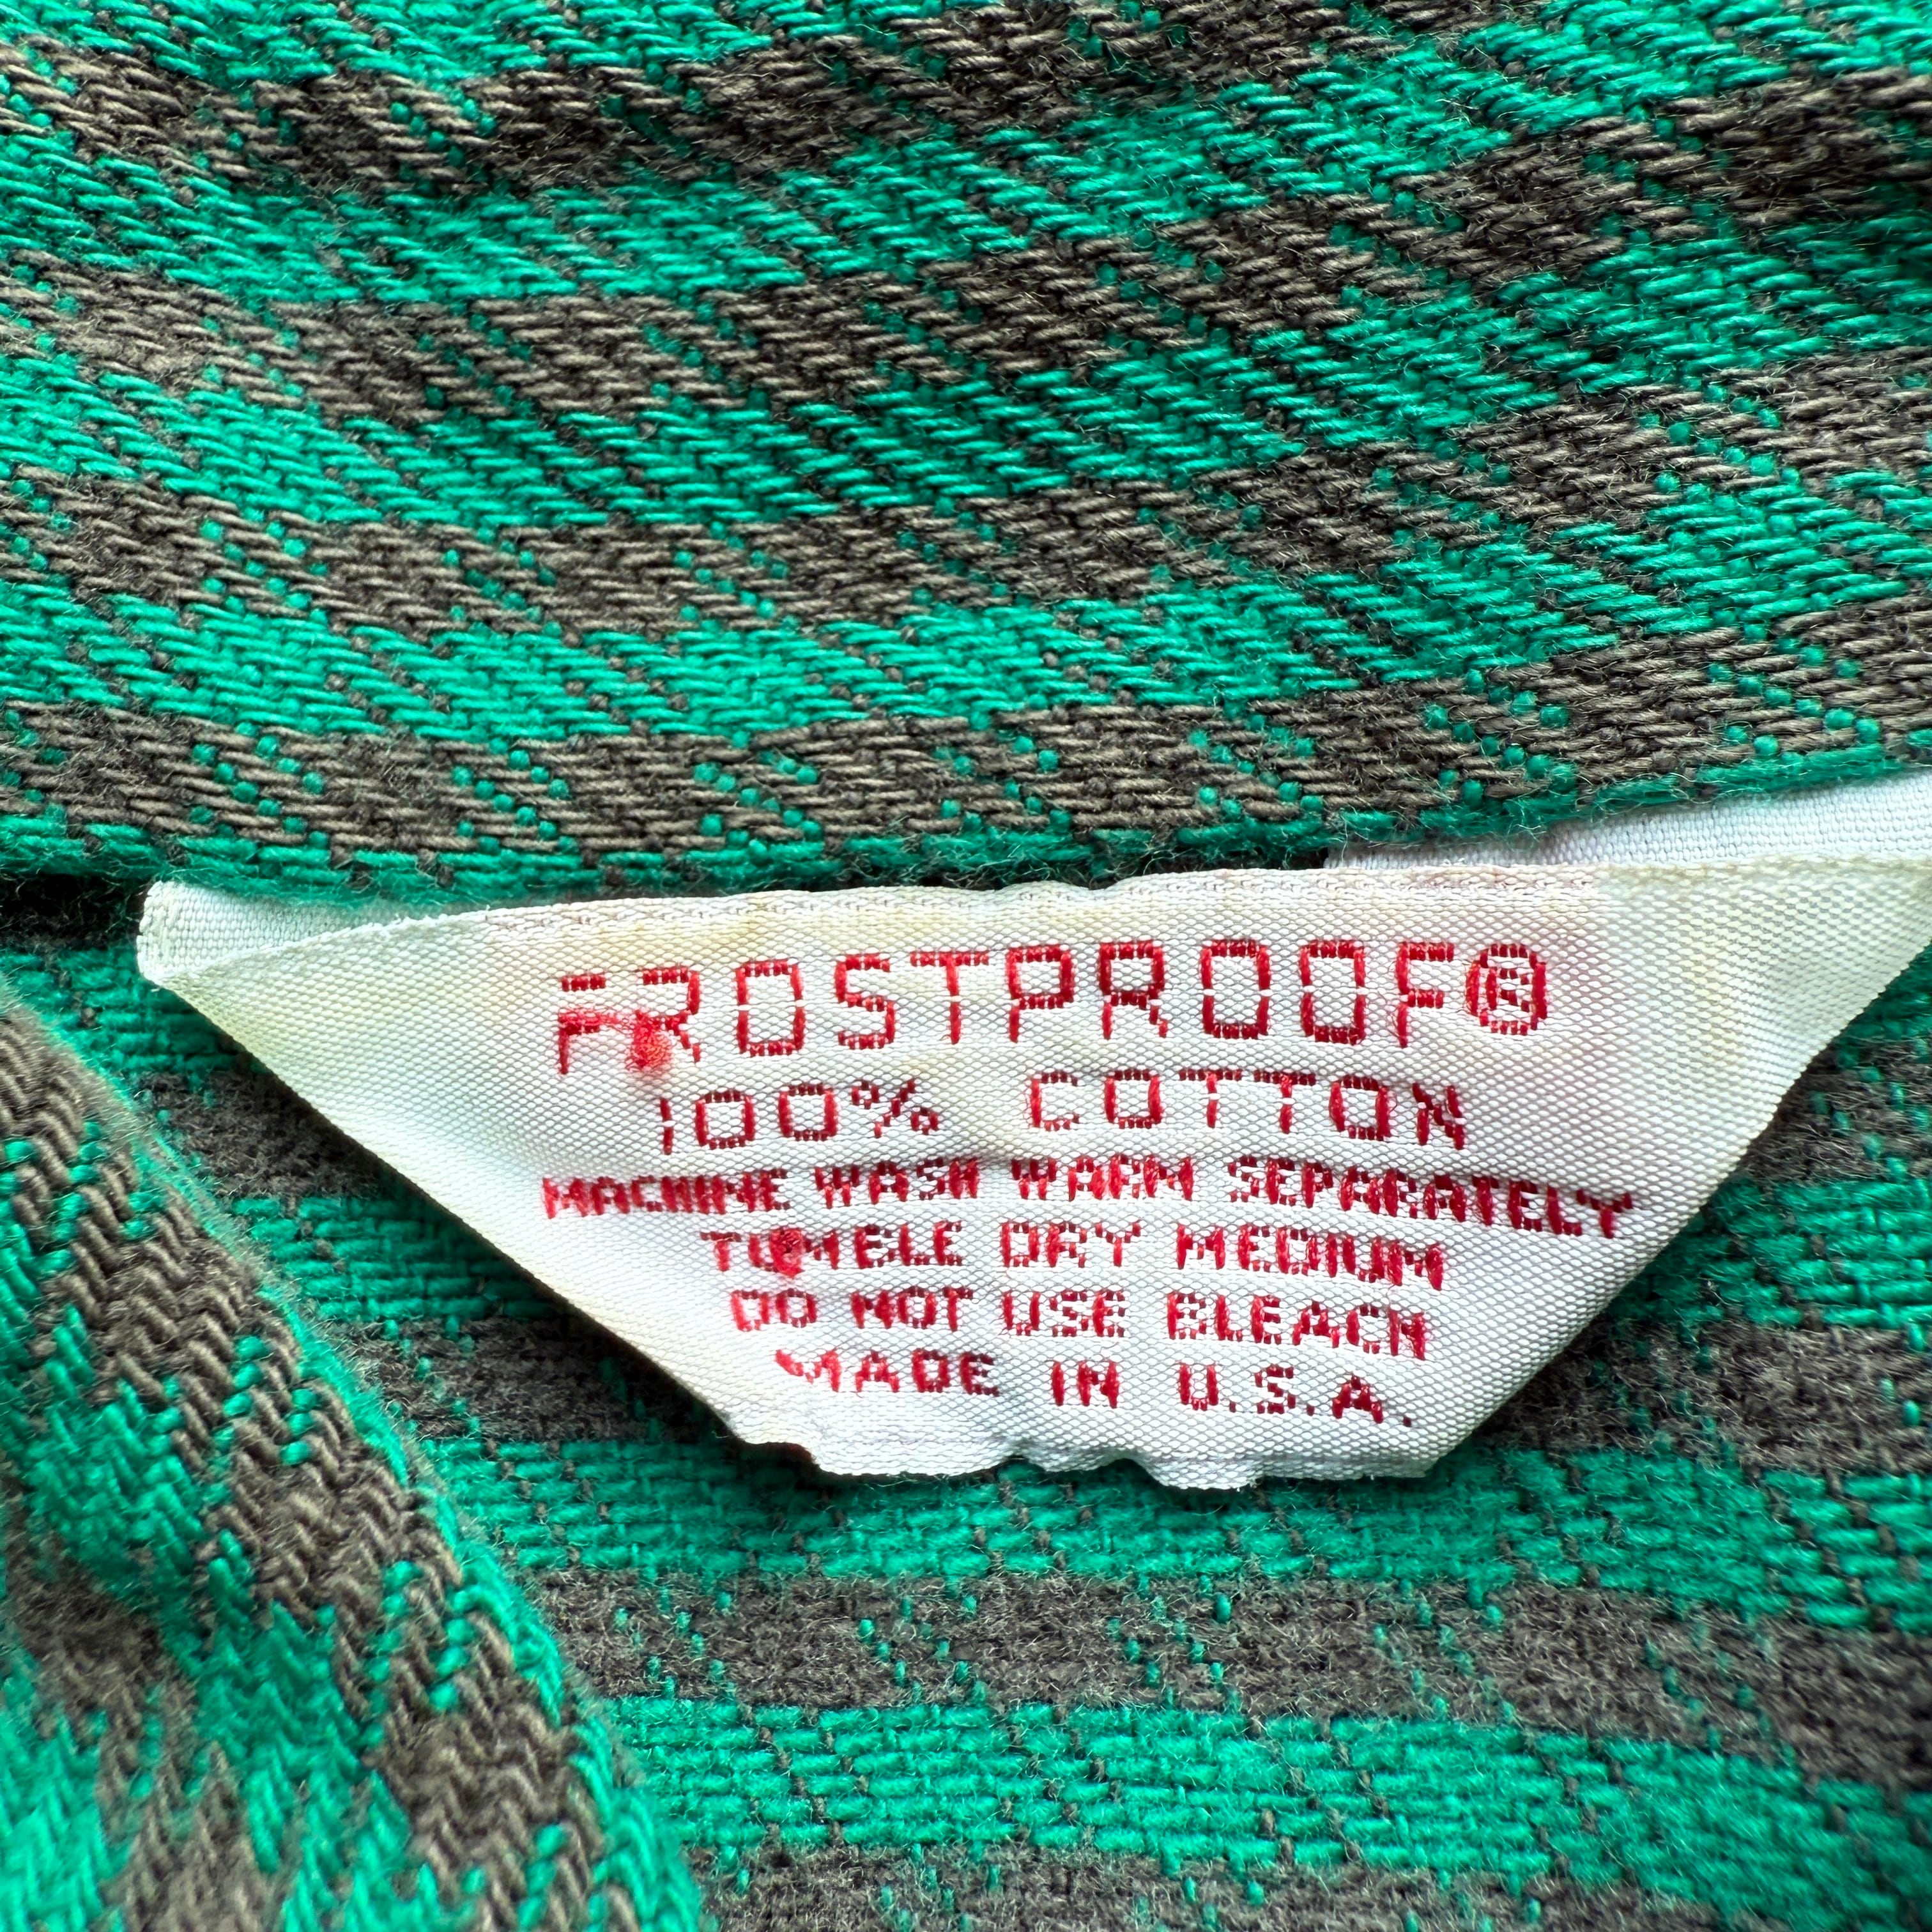 FROSTPROOF®
100% COTTON
MACHINE WASH WARM SEPARATELY
TUMBLE DRY MEDIUM
DO NOT USE BLEACH
MADE IN U.S.A.